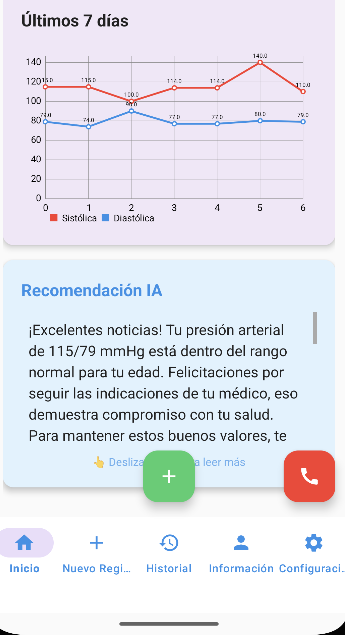 Últimos 7 días
140
120
100
80
60
40
20
0
115.0
115.0
100.0
114.0
114.0
140.0
110.0
79.0
74.0
90.0
77.0
77.0
80.0
79.0
0 1 2 3 4 5 6
Sistólica Diastólica
Recomendación IA
¡Excelentes noticias! Tu presión arterial
de 115/79 mmHg está dentro del rango
normal para tu edad. Felicitaciones por
seguir las indicaciones de tu médico, eso
demuestra compromiso con tu salud.
Para mantener estos buenos valores, te
👆 Desliza a leer más
Inicio
Nuevo Regi...
Historial
Información
Configuraci...